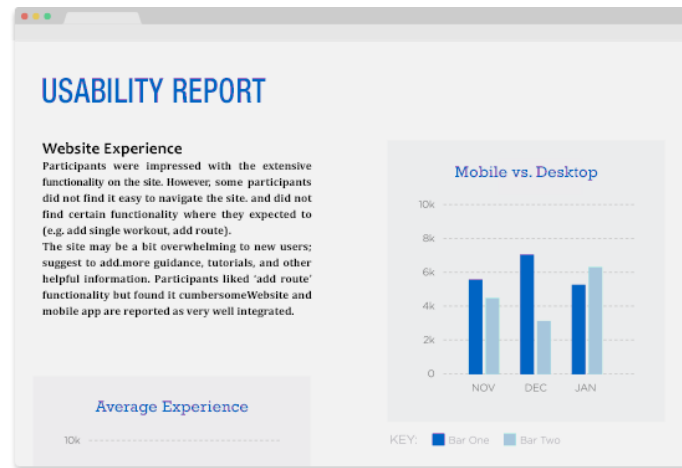 USABILITY REPORT
Website Experience
Participants were impressed with the extensive
functionality on the site. However, some participants
did not find it easy to navigate the site. and did not
find certain functionality where they expected to
(e.g. add single workout, add route).
The site may be a bit overwhelming to new users;
suggest to add.more guidance, tutorials, and other
helpful information. Participants liked ‘add route’
functionality but found it cumbersomeWebsite and
mobile app are reported as very well integrated.
Average Experience
10k
Mobile vs. Desktop
10k
8k
6k
4k
2k
0
NOV DEC JAN
KEY: Bar One Bar Two